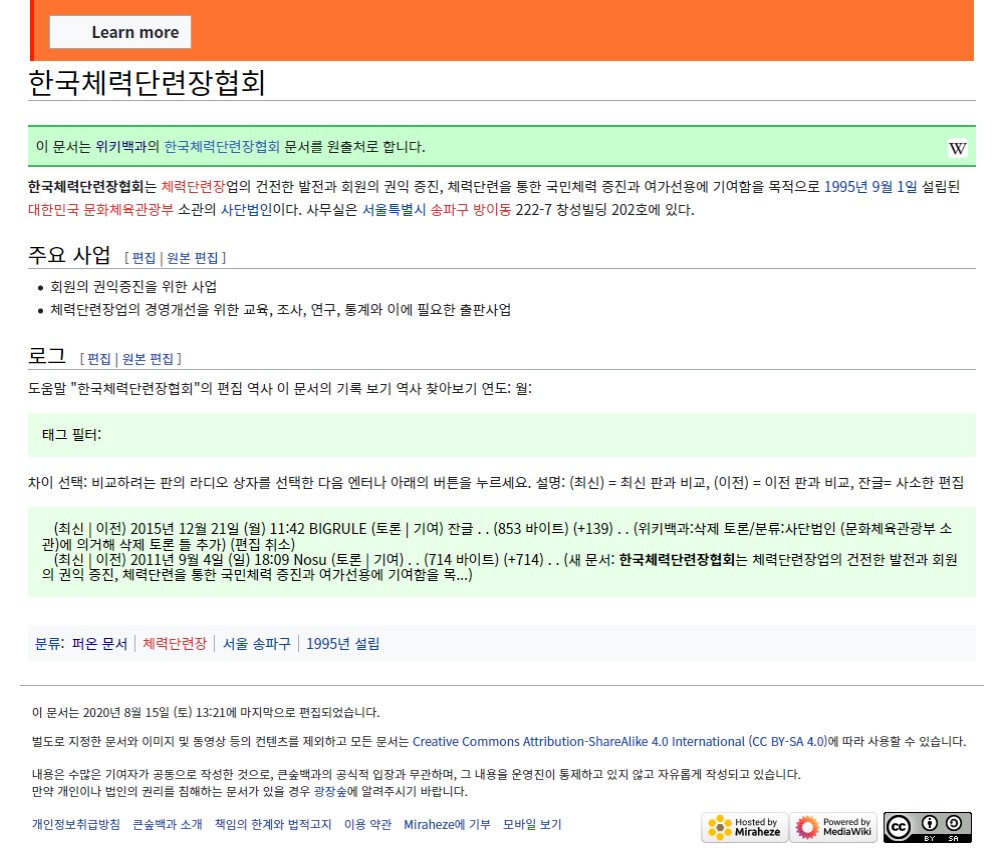 Learn more
한국체력단련장협회
이 문서는 위키백과의 한국체력단련장협회 문서를 원출처로 합니다.
W
한국체력단련장협회는 체력단련장업의 건전한 발전과 회원의 권익 증진, 체력단련을 통한 국민체력 증진과 여가선용에 기여함을 목적으로 1995년 9월 1일 설립된
대한민국 문화체육관광부 소관의 사단법인이다. 사무실은 서울특별시 송파구 방이동 222-7 창성빌딩 202호에 있다.
주요 사업 [ 편집 | 원본 편집 ]
• 회원의 권익증진을 위한 사업
• 체력단련장업의 경영개선을 위한 교육, 조사, 연구, 통계와 이에 필요한 출판사업
로그 [ 편집 | 원본 편집 ]
도움말 "한국체력단련장협회"의 편집 역사 이 문서의 기록 보기 역사 찾아보기 연도: 월:
태그 필터:
차이 선택: 비교하려는 판의 라디오 상자를 선택한 다음 엔터나 아래의 버튼을 누르세요. 설명: (최신) = 최신 판과 비교, (이전) = 이전 판과 비교, 잔글= 사소한 편집
(최신 | 이전) 2015년 12월 21일 (월) 11:42 BIGRULE (토론 | 기여) 잔글 . . (853 바이트) (+139) . . (위키백과:삭제 토론/분류:사단법인 (문화체육관광부 소
관)에 의거해 삭제 토론 틀 추가) (편집 취소)
(최신 | 이전) 2011년 9월 4일 (일) 18:09 Nosu (토론 | 기여) . . (714 바이트) (+714) . . (새 문서: 한국체력단련장협회는 체력단련장업의 건전한 발전과 회원
의 권익 증진, 체력단련을 통한 국민체력 증진과 여가선용에 기여함을 목...)
분류: 퍼온 문서 | 체력단련장 | 서울 송파구 | 1995년 설립
이 문서는 2020년 8월 15일 (토) 13:21에 마지막으로 편집되었습니다.
별도로 지정한 문서와 이미지 및 동영상 등의 컨텐츠를 제외하고 모든 문서는 Creative Commons Attribution-ShareAlike 4.0 International (CC BY-SA 4.0)에 따라 사용할 수 있습니다.
내용은 수많은 기여자가 공동으로 작성한 것으로, 큰숲백과의 공식적 입장과 무관하며, 그 내용을 운영진이 통제하고 있지 않고 자유롭게 작성되고 있습니다.
만약 개인이나 법인의 권리를 침해하는 문서가 있을 경우 광장숲에 알려주시기 바랍니다.
개인정보취급방침 큰숲백과 소개 책임의 한계와 법적고지 이용 약관 Miraheze에 기부 모바일 보기
Hosted by Miraheze
Powered by MediaWiki
cc BY SA